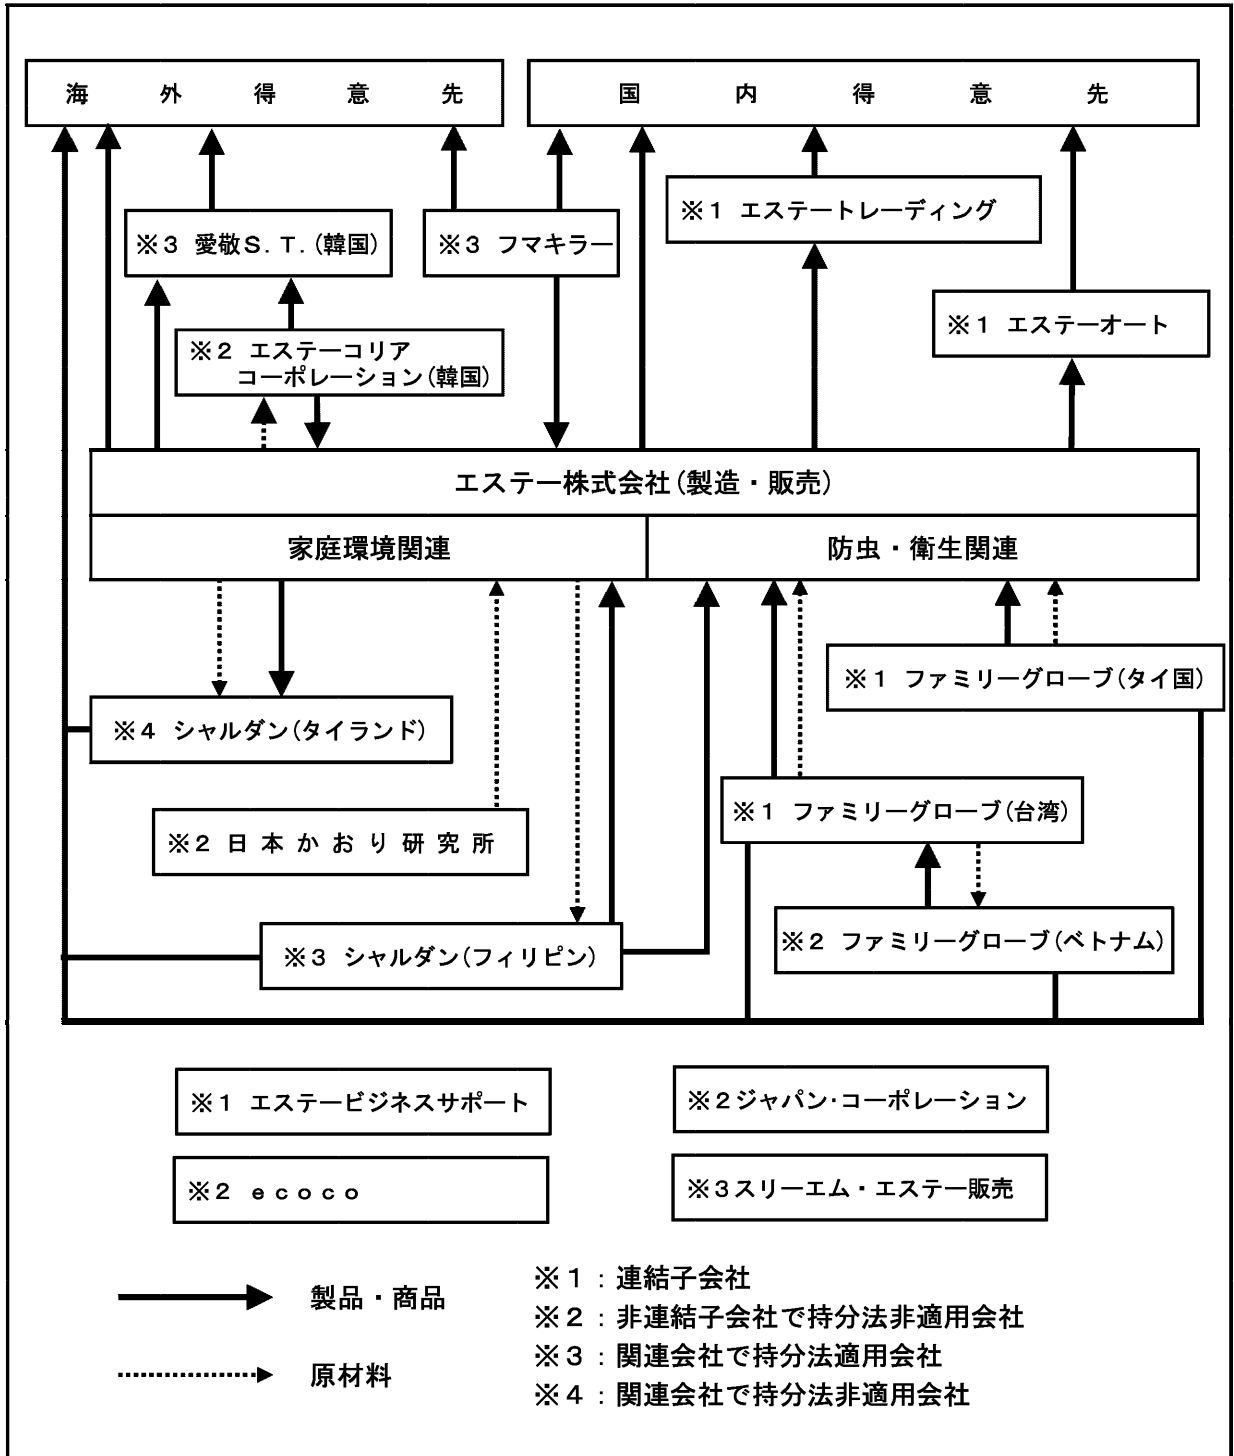 海外得意先
国内得意先
※1 エステートレーディング
※3 愛敬S.T.(韓国)
※3 フマキラー
※1 エステーオート
※2 エステーコリア
コーポレーション(韓国)
エステー株式会社(製造・販売)
家庭環境関連
防虫・衛生関連
※1 ファミリーグローブ(タイ国)
※4 シャルダン(タイランド)
※1 ファミリーグローブ(台湾)
※2 日本かおり研究所
※2 ファミリーグローブ(ベトナム)
※3 シャルダン(フィリピン)
※1 エステービジネスサポート
※2ジャパン・コーポレーション
※2 ecoco
※3スリーエム・エステー販売
製品・商品
原材料
※1:連結子会社
※2:非連結子会社で持分法非適用会社
※3:関連会社で持分法適用会社
※4:関連会社で持分法非適用会社